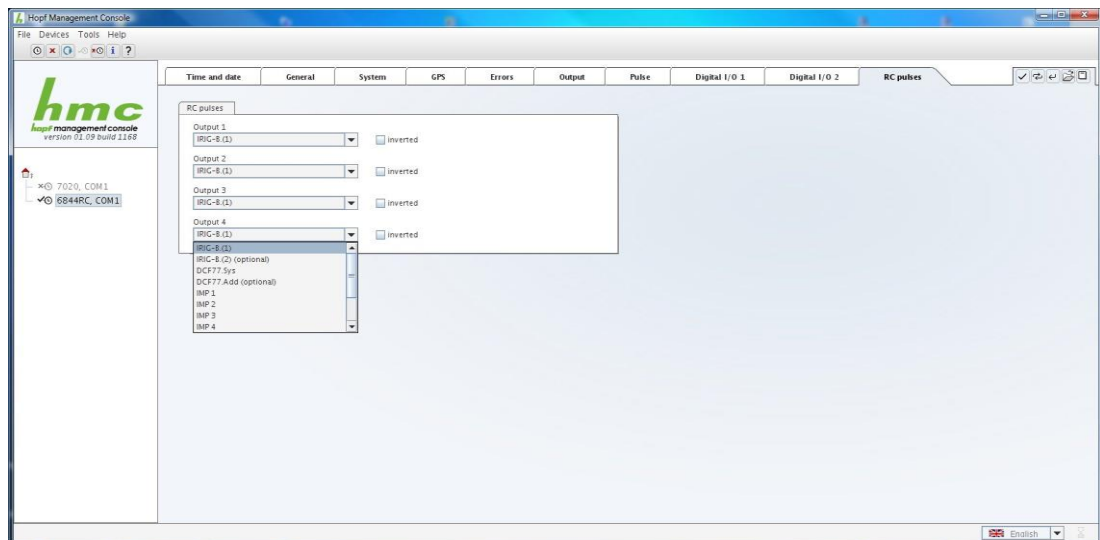 Hopf Management Console
File Devices Tools Help
Time and date General System GPS Errors Output Pulse Digital I/O 1 Digital I/O 2 RC pulses
hmc
hopf management console
version 01.09 build 1168
7020, COM1
6844RC, COM1
RC pulses
Output 1
IRIG-B.(1) inverted
Output 2
IRIG-B.(1) inverted
Output 3
IRIG-B.(1) inverted
Output 4
IRIG-B.(1) inverted
IRIG-B.(1)
IRIG-B.(2) (optional)
DCF77.Sys
DCF77.Add (optional)
IMP 1
IMP 2
IMP 3
IMP 4
English